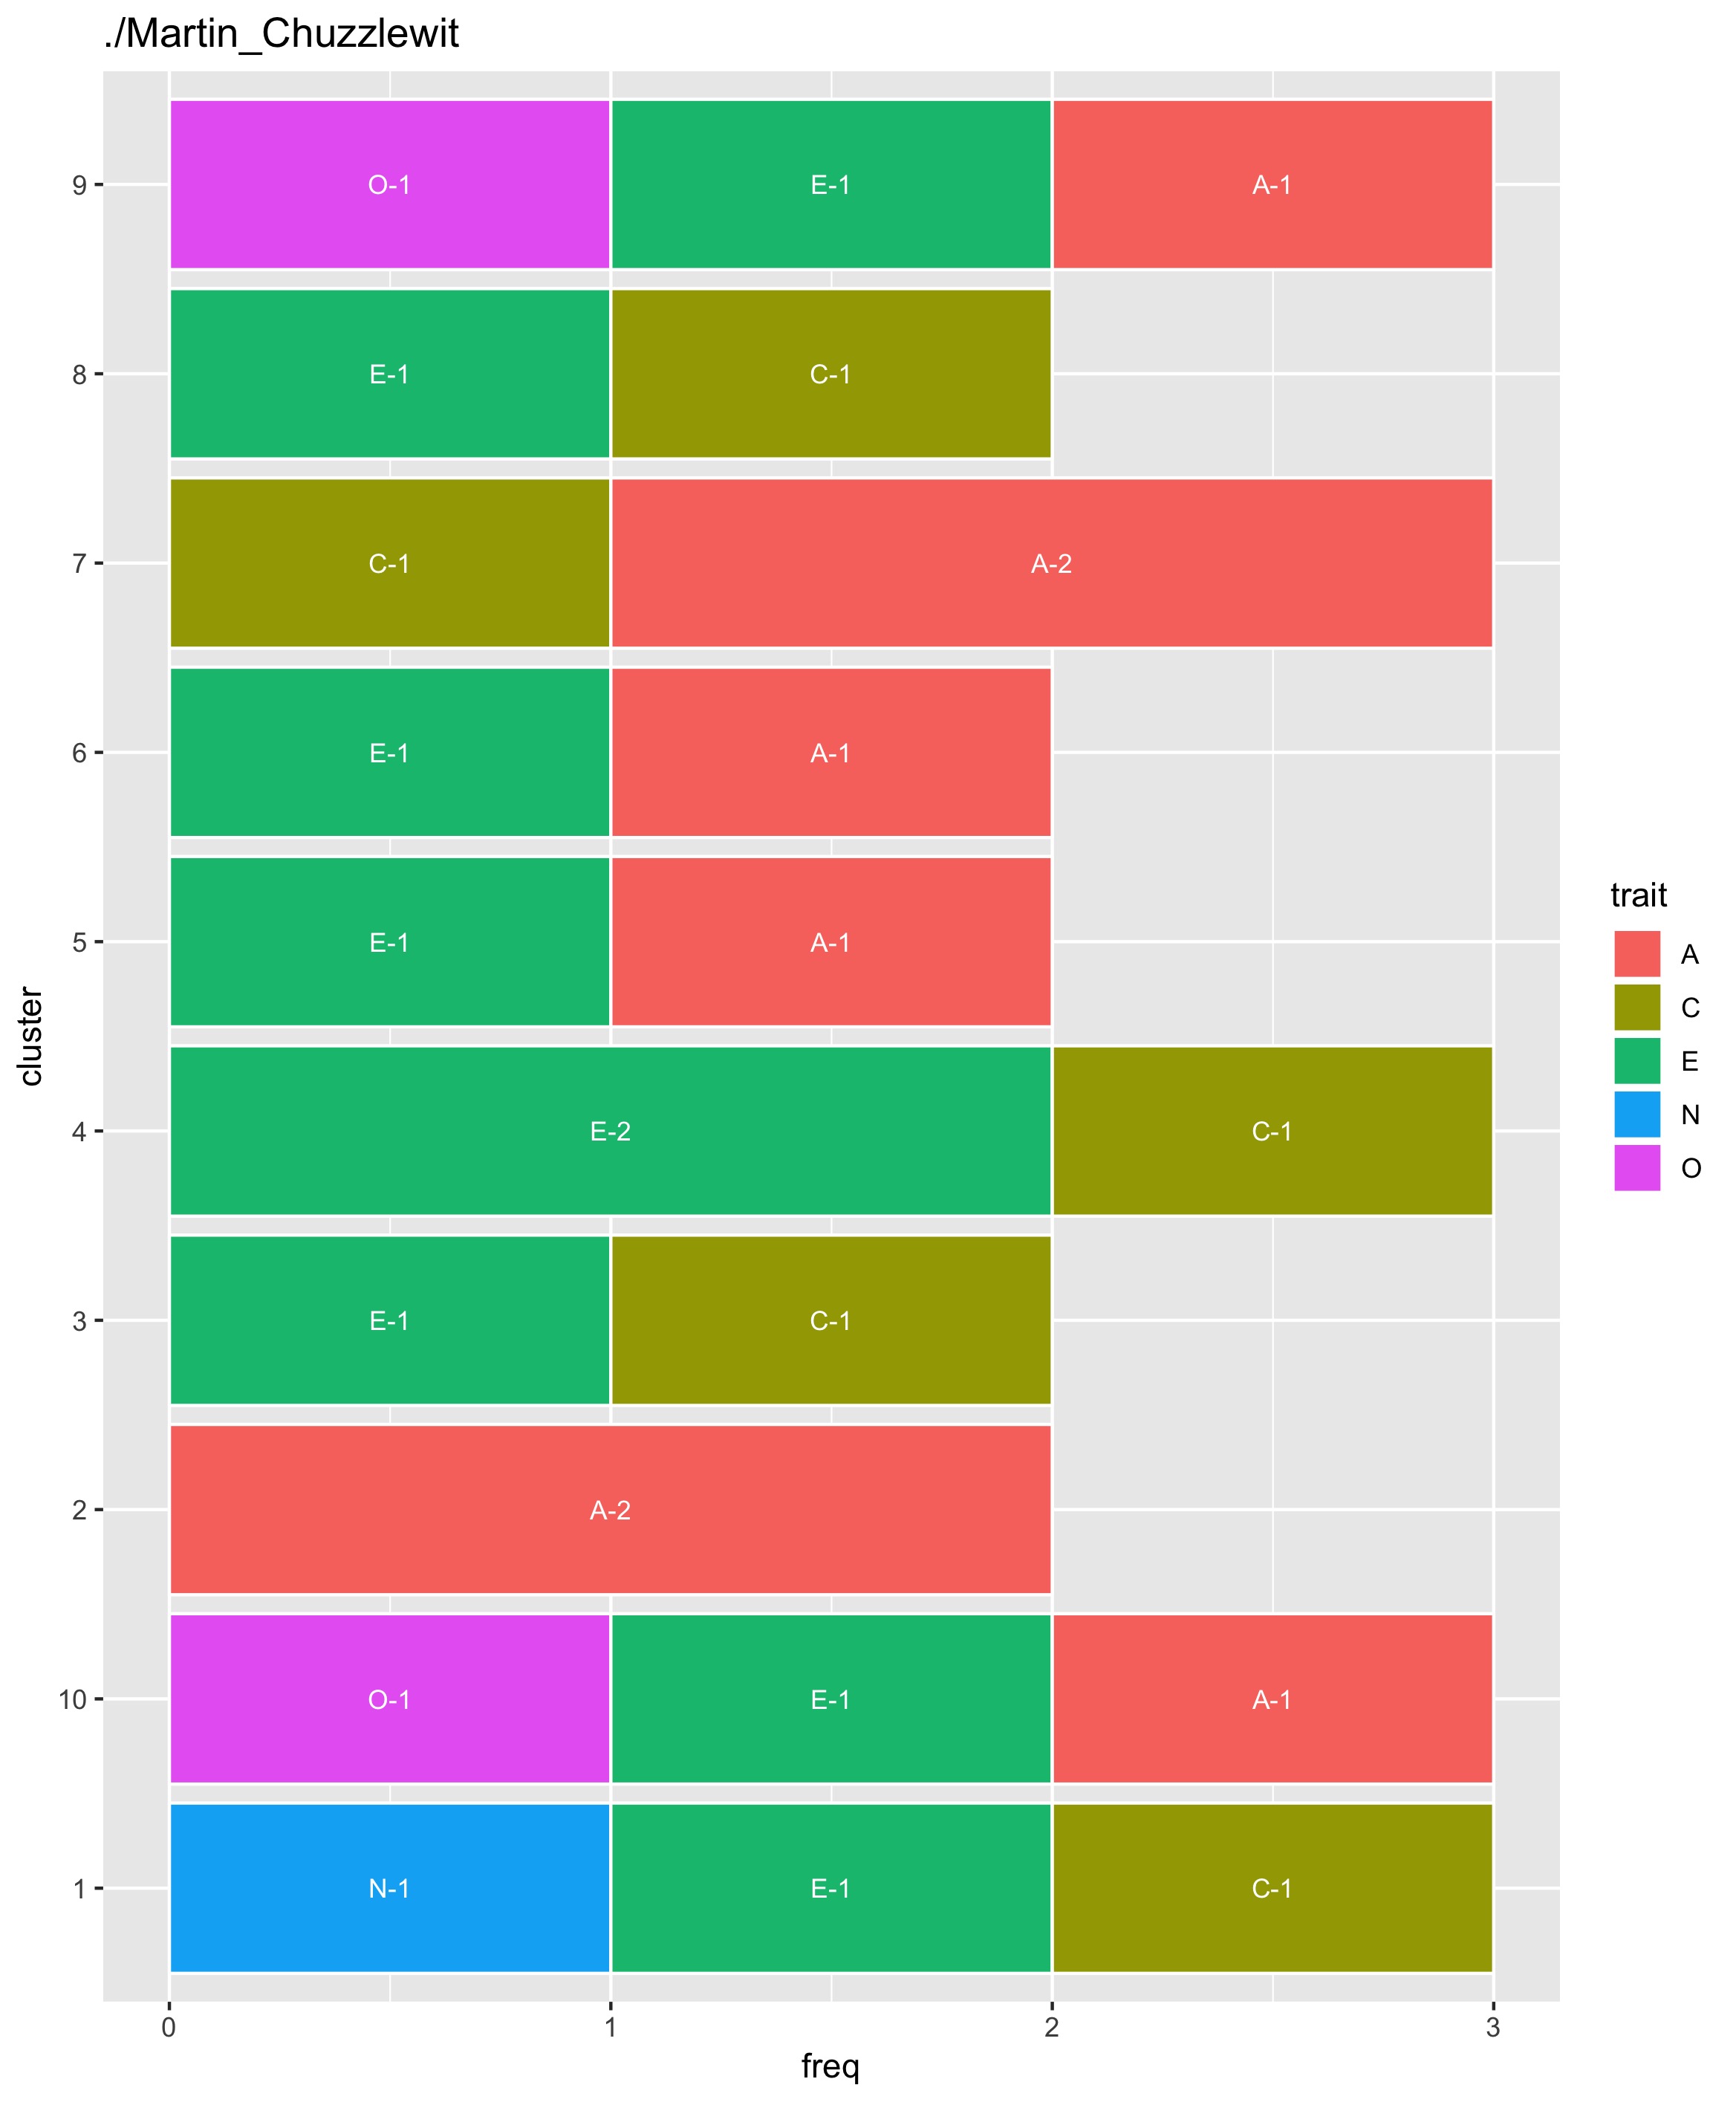 ./Martin_Chuzzlewit
9 O-1 E-1 A-1
8 E-1 C-1
7 C-1 A-2
6 E-1 A-1
5 E-1 A-1
4 E-2 C-1
3 E-1 C-1
2 A-2
10 O-1 E-1 A-1
1 N-1 E-1 C-1
0 1 2 3
freq
cluster
trait
A
C
E
N
O